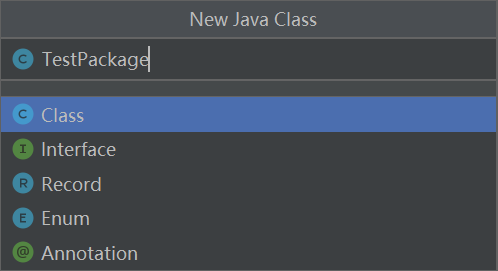 New Java Class
C TestPackage
C Class
I Interface
R Record
E Enum
@ Annotation